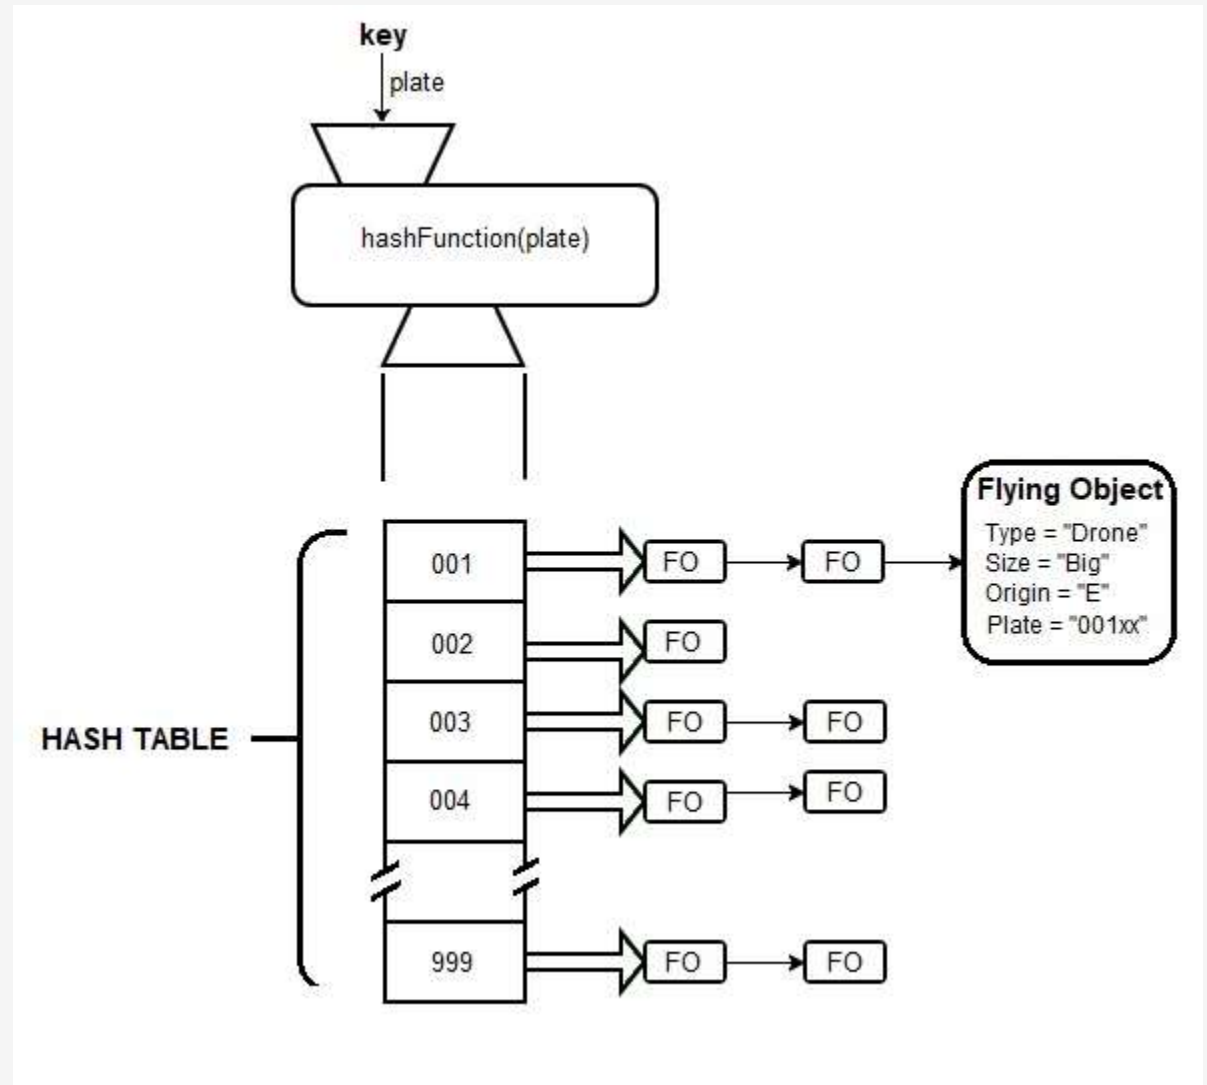 key
plate
hashFunction(plate)
Flying Object
Type = "Drone"
Size = "Big"
Origin = "E"
Plate = "001xx"
001
FO
FO
002
FO
HASH TABLE
003
FO
FO
004
FO
FO
999
FO
FO